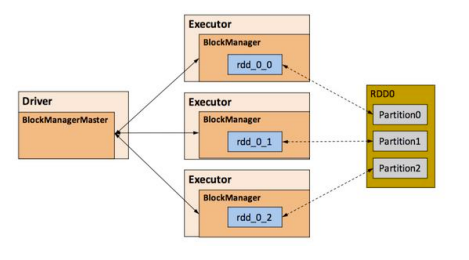 Executor
BlockManager
rdd_0_0
Driver
BlockManagerMaster
Executor
BlockManager
rdd_0_1
Executor
BlockManager
rdd_0_2
RDD0
Partition0
Partition1
Partition2